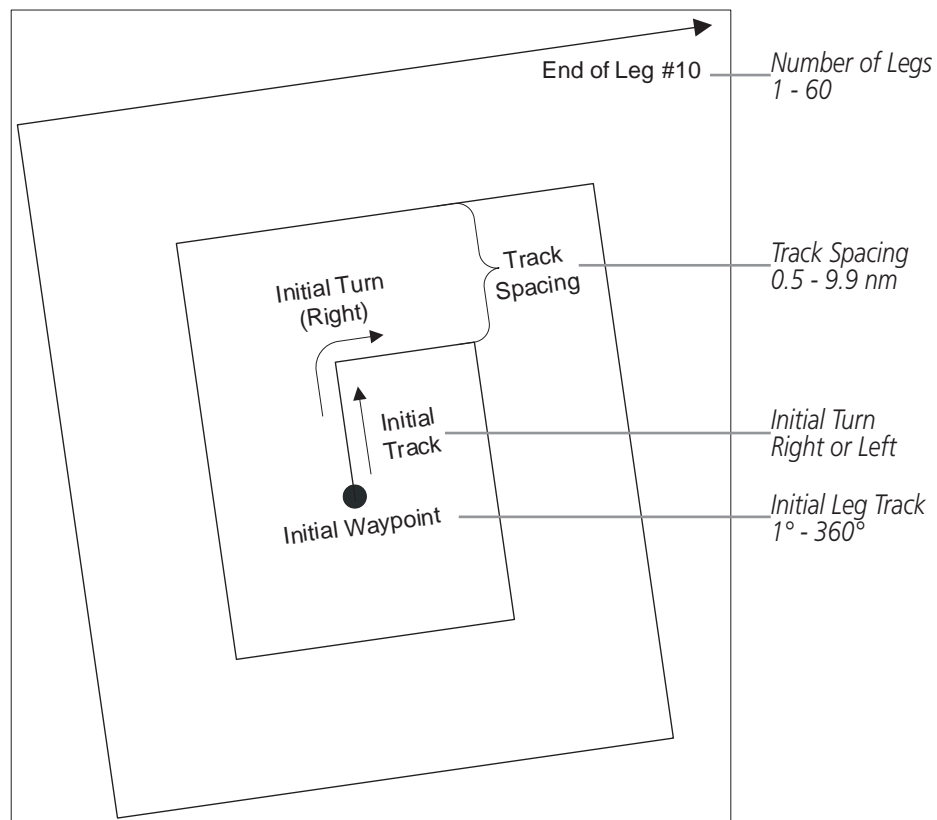 End of Leg #10
Number of Legs
1 - 60
Track
Spacing
Track Spacing
0.5 - 9.9 nm
Initial Turn
(Right)
Initial
Track
Initial Turn
Right or Left
Initial Waypoint
Initial Leg Track
1° - 360°